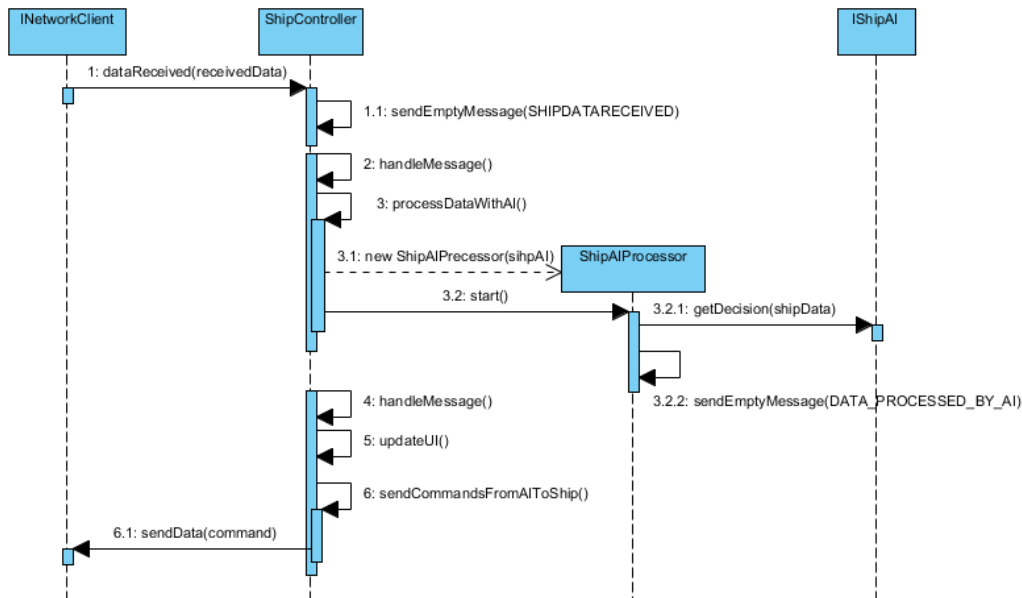 INetworkClient
ShipController
IShipAI
1: dataReceived(receivedData)
1.1: sendEmptyMessage(SHIPDATARECEIVED)
2: handleMessage()
3: processDataWithAI()
3.1: new ShipAIPrecessor(sihpAI)
ShipAIProcessor
3.2: start()
3.2.1: getDecision(shipData)
3.2.2: sendEmptyMessage(DATA_PROCESSED_BY_AI)
4: handleMessage()
5: updateUI()
6: sendCommandsFromAIToShip()
6.1: sendData(command)